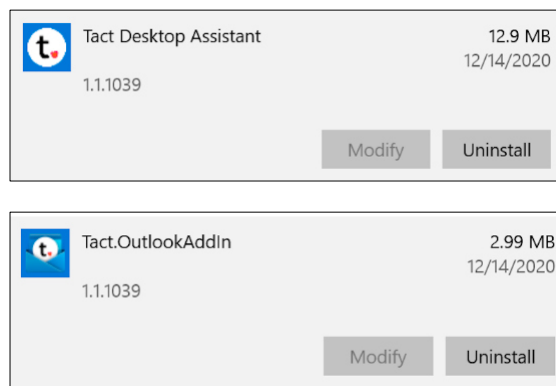 t.
Tact Desktop Assistant
12.9 MB
12/14/2020
1.1.1039
Modify
Uninstall
t.
Tact.OutlookAddIn
2.99 MB
12/14/2020
1.1.1039
Modify
Uninstall